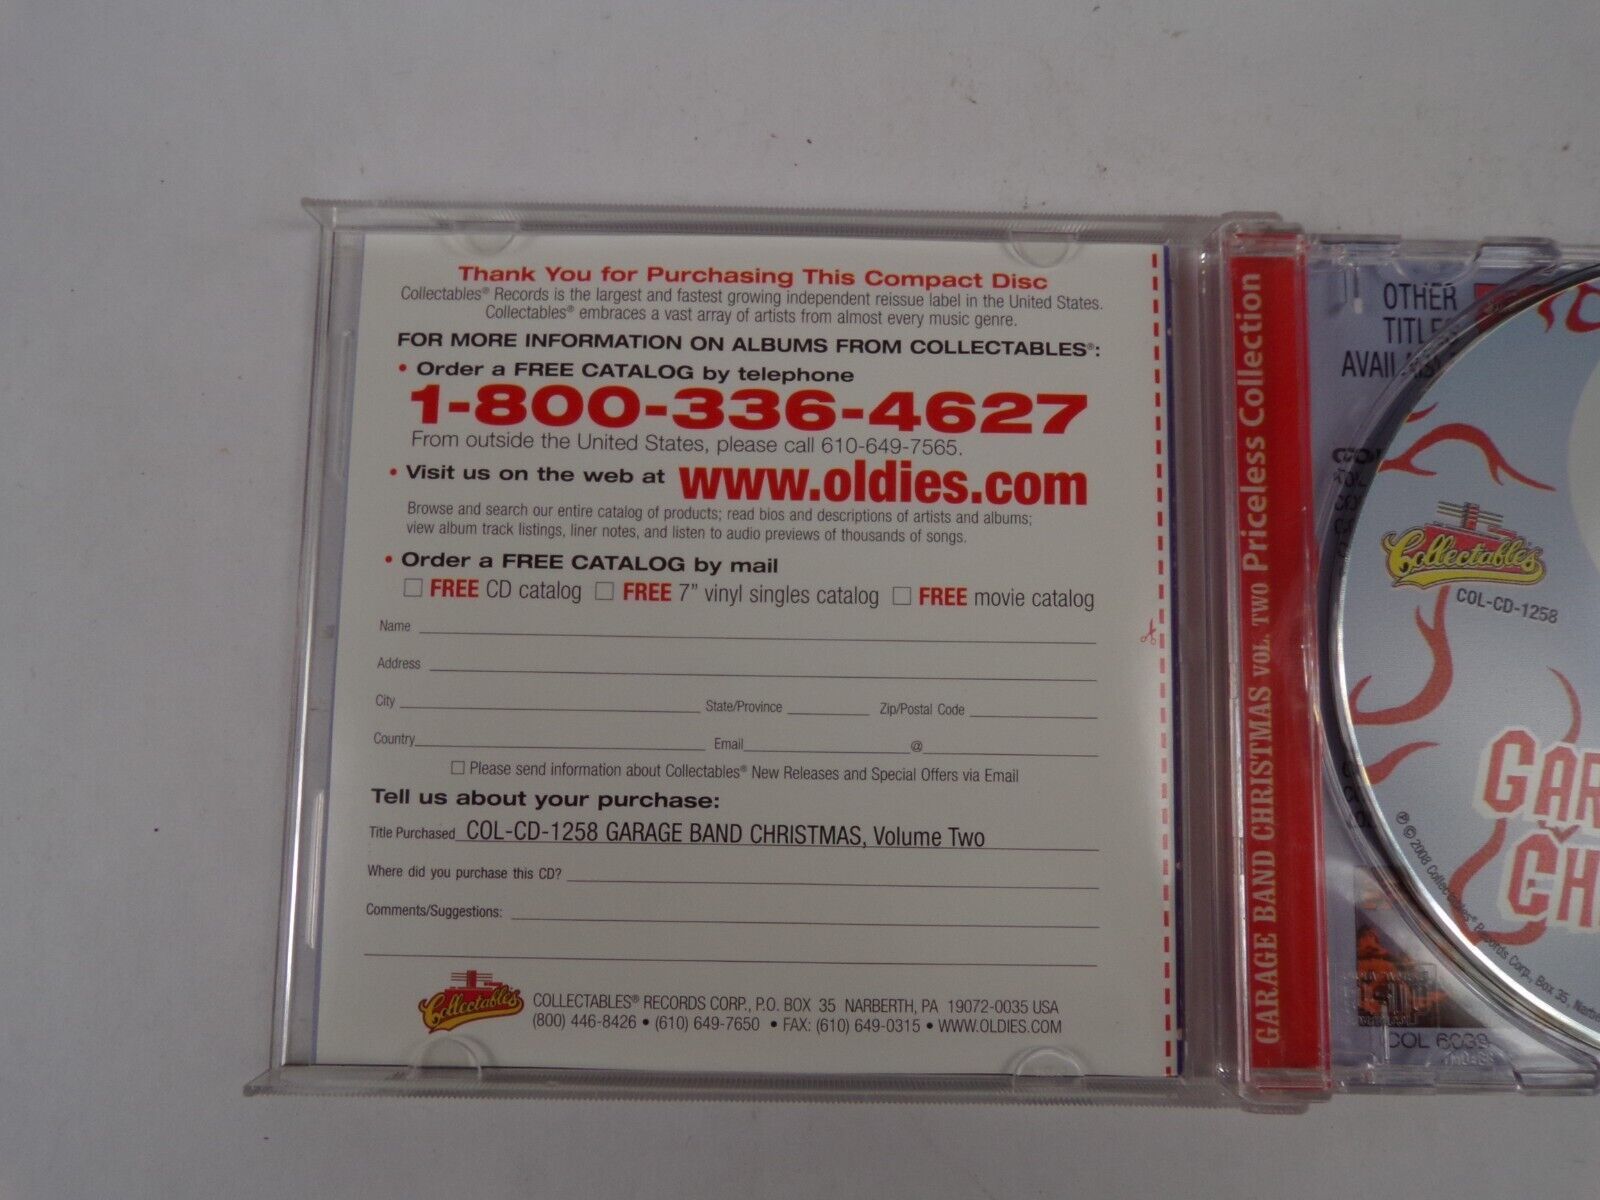 Thank You for Purchasing This Compact Disc
Collectables® Records is the largest and fastest growing independent reissue label in the United States.
Collectables® embraces a vast array of artists from almost every music genre.
FOR MORE INFORMATION ON ALBUMS FROM COLLECTABLES®:
• Order a FREE CATALOG by telephone
1-800-336-4627
From outside the United States, please call 610-649-7565.
• Visit us on the web at www.oldies.com
Browse and search our entire catalog of products; read bios and descriptions of artists and albums;
view album track listings, liner notes, and listen to audio previews of thousands of songs.
• Order a FREE CATALOG by mail
☐ FREE CD catalog ☐ FREE 7” vinyl singles catalog ☐ FREE movie catalog
Name
Address
City State/Province Zip/Postal Code
Country Email @
☐ Please send information about Collectables® New Releases and Special Offers via Email
Tell us about your purchase:
Title Purchased COL-CD-1258 GARAGE BAND CHRISTMAS, Volume Two
Where did you purchase this CD?
Comments/Suggestions:
Collectables
COLLECTABLES® RECORDS CORP., P.O. BOX 35 NARBERTH, PA 19072-0035 USA
(800) 446-8426 • (610) 649-7650 • FAX: (610) 649-0315 • WWW.OLDIES.COM
GARAGE BAND CHRISTMAS VOL. TWO Priceless Collection
OTHER
TITLES
Collectables
COL-CD-1258
GAR
CH
℗ © 2008 Collectables® Records Corp., Box 35,
COL 6039